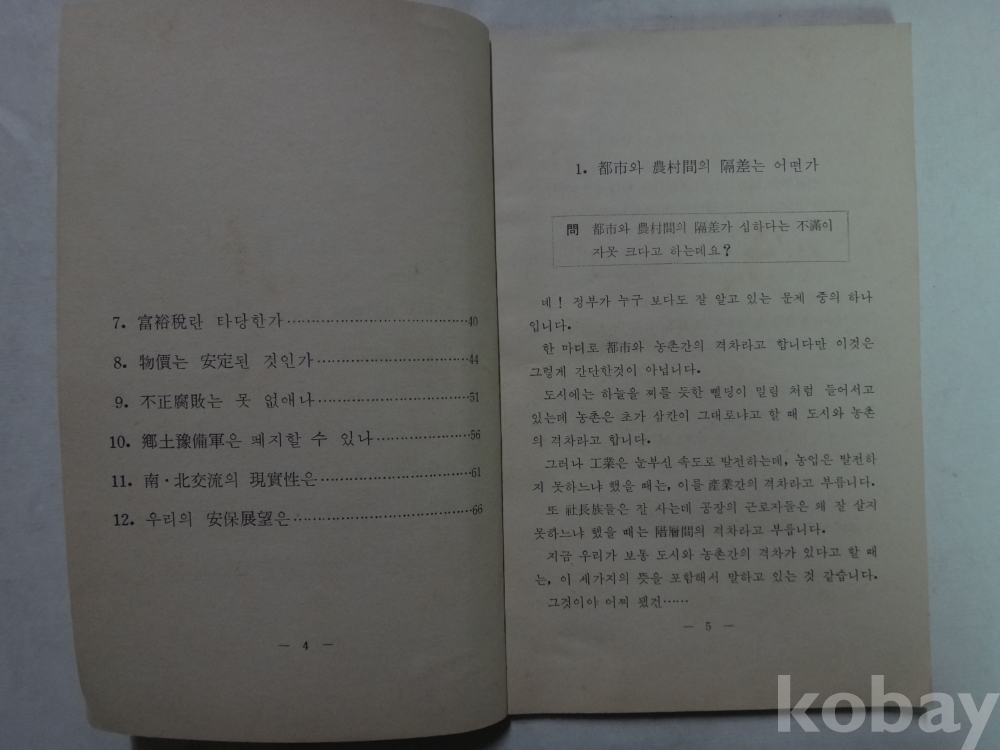 7. 富裕稅란 타당한가……………………………40
8. 物價는 安定된 것인가……………………44
9. 不正腐敗는 못 없애나……………………51
10. 鄕土豫備軍은 폐지할 수 있나……………56
11. 南·北交流의 現實性은……………………61
12. 우리의 安保展望은…………………………66
— 4 —
1. 都市와 農村間의 隔差는 어떤가
問 都市와 農村間의 隔差가 심하다는 不滿이
자못 크다고 하는데요?
네! 정부가 누구 보다도 잘 알고 있는 문제 중의 하나
입니다.
한 마디로 都市와 농촌간의 격차라고 합니다만 이것은
그렇게 간단한것이 아닙니다.
도시에는 하늘을 찌를 듯한 삘딩이 밀림 처럼 들어서고
있는데 농촌은 초가 삼칸이 그대로냐고 할 때 도시와 농촌
의 격차라고 합니다.
그러나 工業은 눈부신 속도로 발전하는데, 농업은 발전하
지 못하느냐 했을 때는, 이를 産業간의 격차라고 부릅니다.
또 社長族들은 잘 사는데 공장의 근로자들은 왜 잘 살지
못하느냐 했을 때는 階層間의 격차라고 부릅니다.
지금 우리가 보통 도시와 농촌간의 격차가 있다고 할 때
는, 이 세가지의 뜻을 포함해서 말하고 있는 것 같습니다.
그것이야 어찌 됐건……
— 5 —
kobay